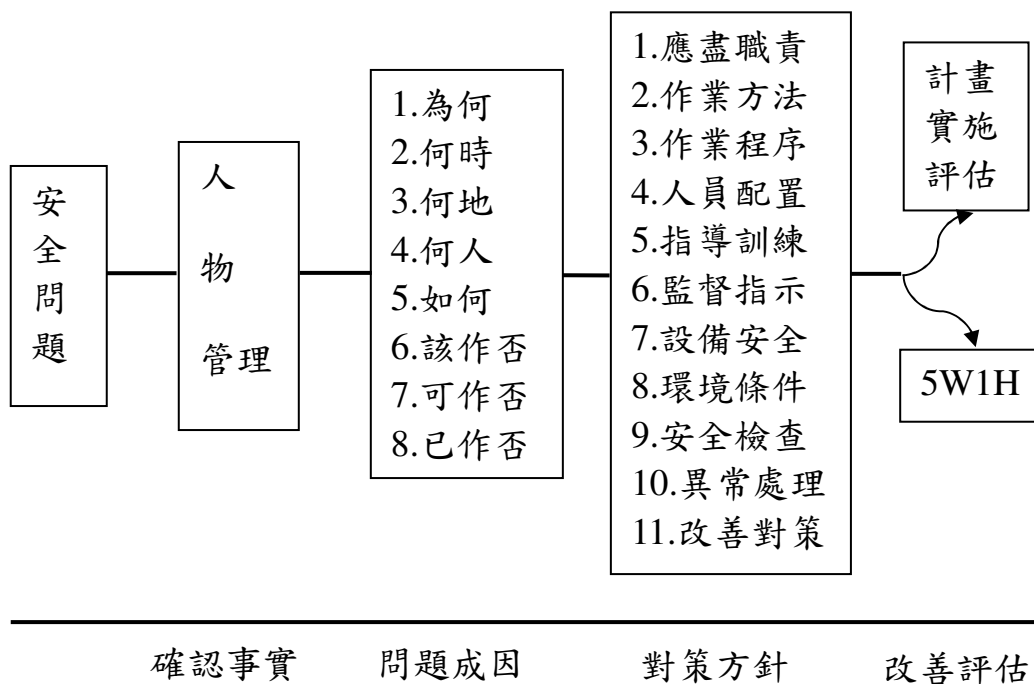 安
全
問
題
人
物
管理
1.為何
2.何時
3.何地
4.何人
5.如何
6.該作否
7.可作否
8.已作否
1.應盡職責
2.作業方法
3.作業程序
4.人員配置
5.指導訓練
6.監督指示
7.設備安全
8.環境條件
9.安全檢查
10.異常處理
11.改善對策
計畫
實施
評估
5W1H
確認事實
問題成因
對策方針
改善評估